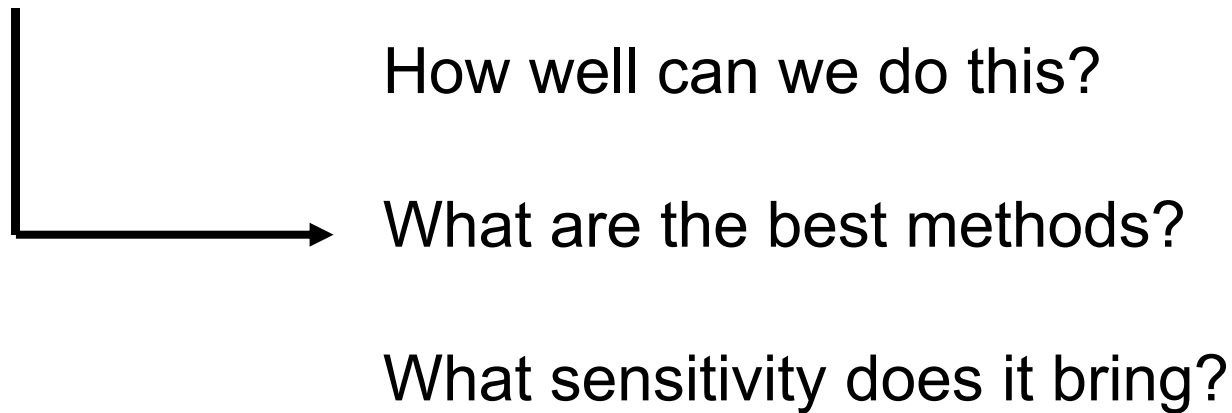 How well can we do this?
What are the best methods?
What sensitivity does it bring?